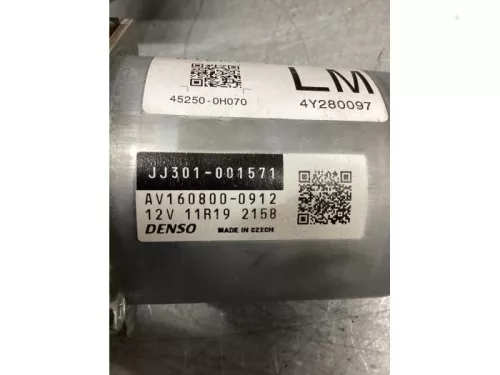 LM
45250-0H070
4Y280097
JJ301-001571
AV160800-0912
12V 11R19 2158
DENSO MADE IN CZECH